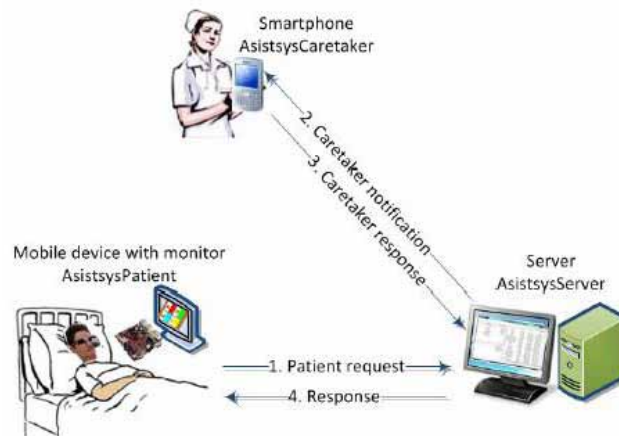 Smartphone
AsistsysCaretaker
2. Caretaker notification
3. Caretaker response
Mobile device with monitor
AsistsysPatient
Server
AsistsysServer
1. Patient request
4. Response